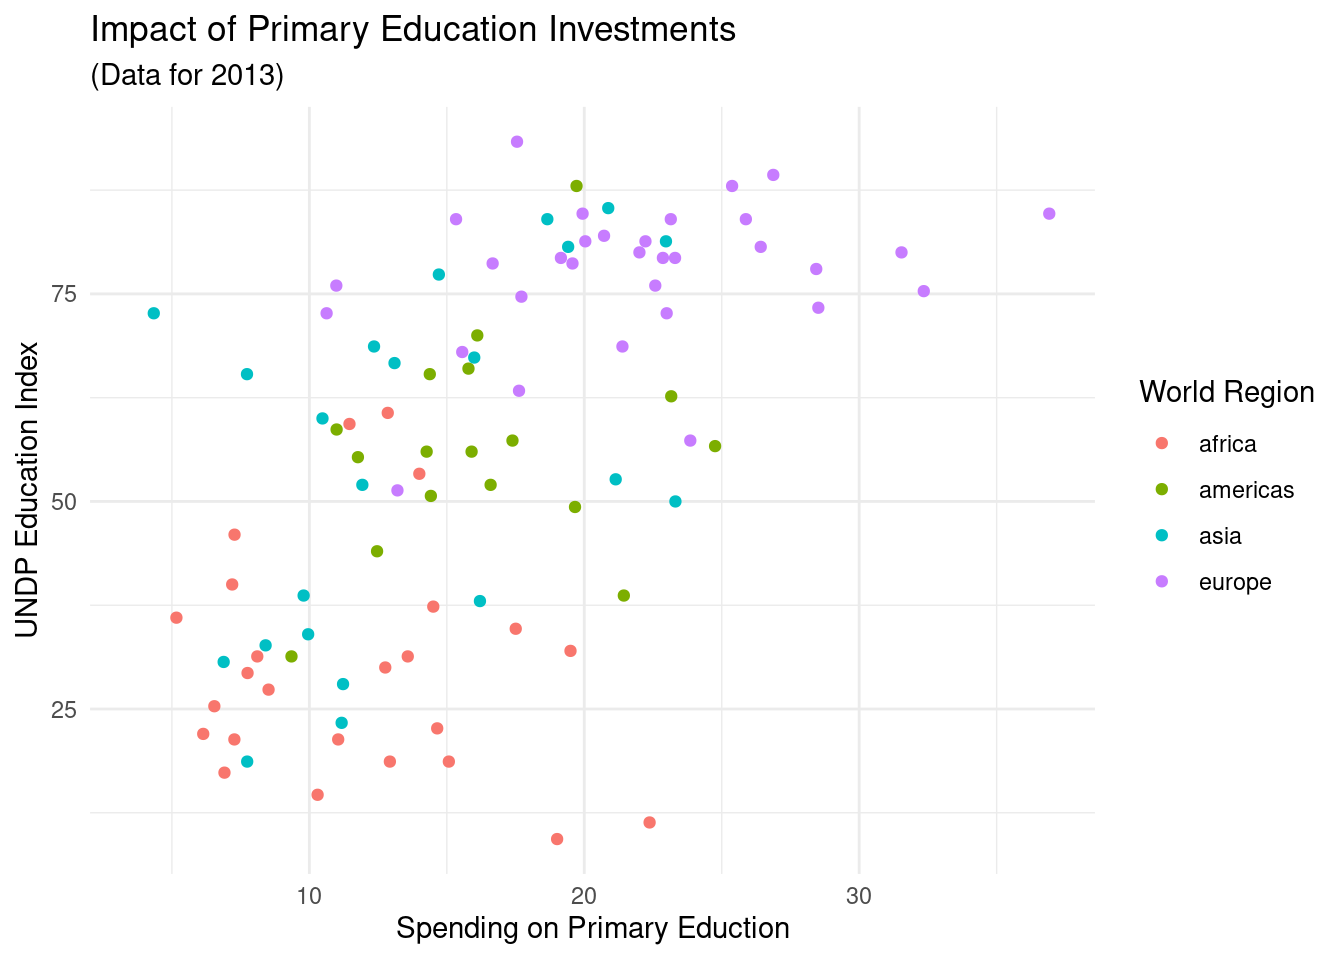 Impact of Primary Education Investments
(Data for 2013)
UNDP Education Index
75
50
25
10 20 30
Spending on Primary Eduction
World Region
africa
americas
asia
europe